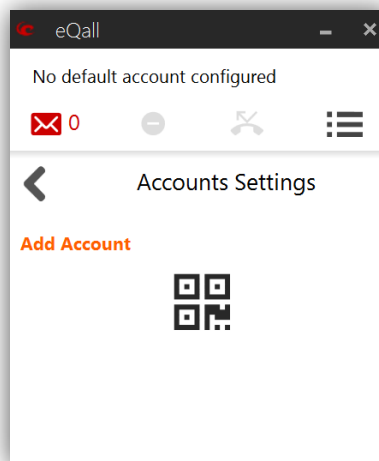 eQall
No default account configured
0
Accounts Settings
Add Account